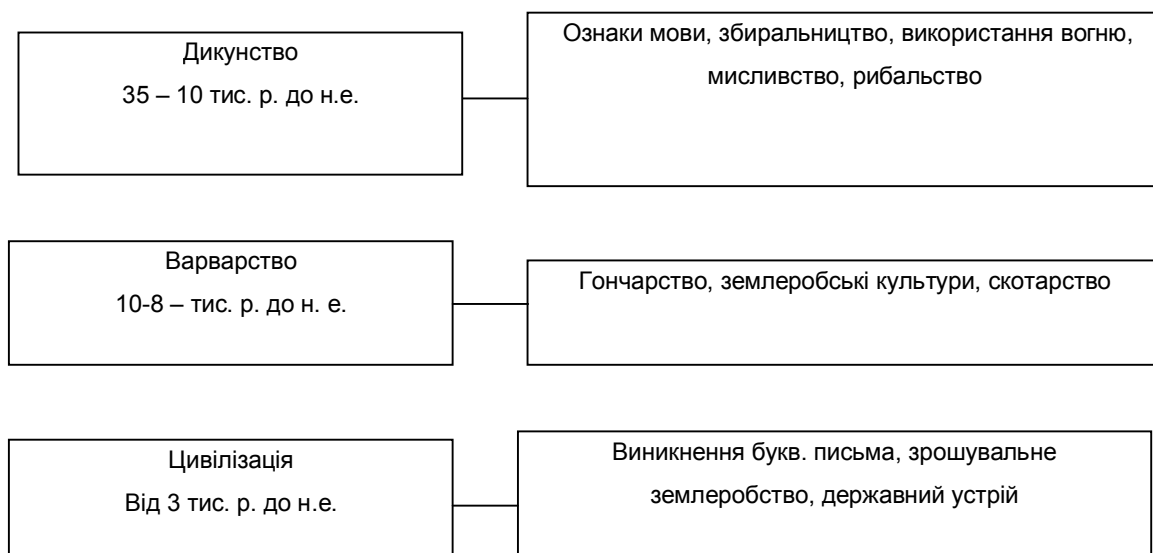 Дикунство
35 – 10 тис. р. до н.е.
Ознаки мови, збиральництво, використання вогню,
мисливство, рибальство
Варварство
10-8 – тис. р. до н. е.
Гончарство, землеробські культури, скотарство
Цивілізація
Від 3 тис. р. до н.е.
Виникнення букв. письма, зрошувальне
землеробство, державний устрій